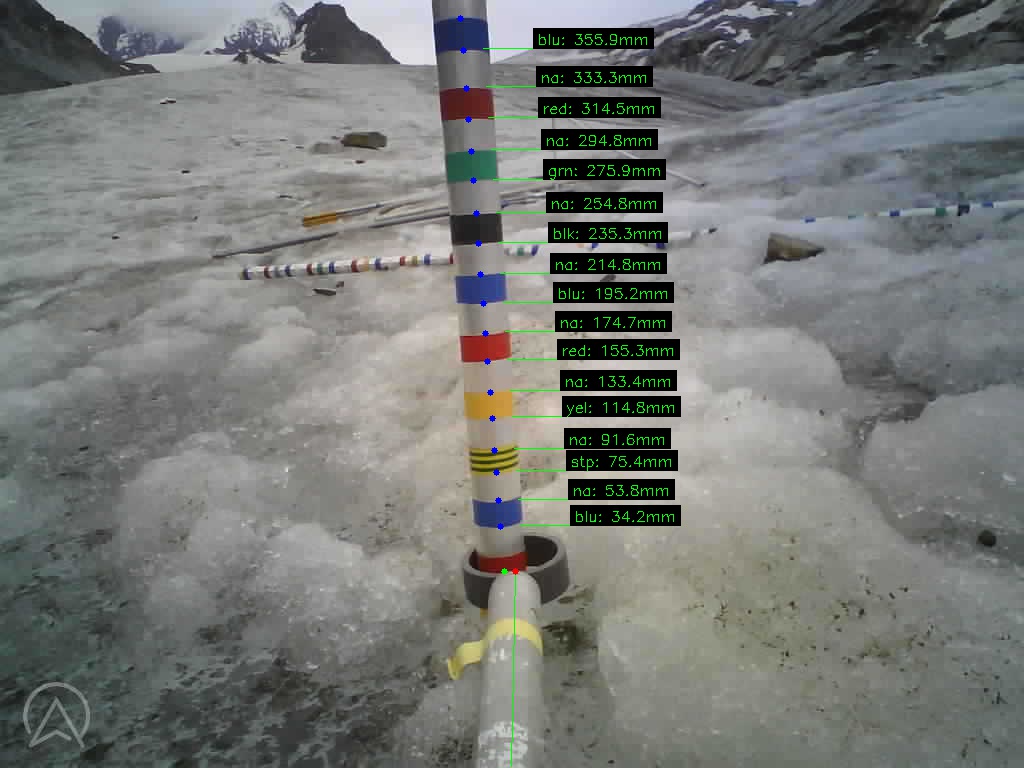 blu: 355.9mm
na: 333.3mm
red: 314.5mm
na: 294.8mm
grn: 275.9mm
na: 254.8mm
blk: 235.3mm
na: 214.8mm
blu: 195.2mm
na: 174.7mm
red: 155.3mm
na: 133.4mm
yel: 114.8mm
na: 91.6mm
stp: 75.4mm
na: 53.8mm
blu: 34.2mm